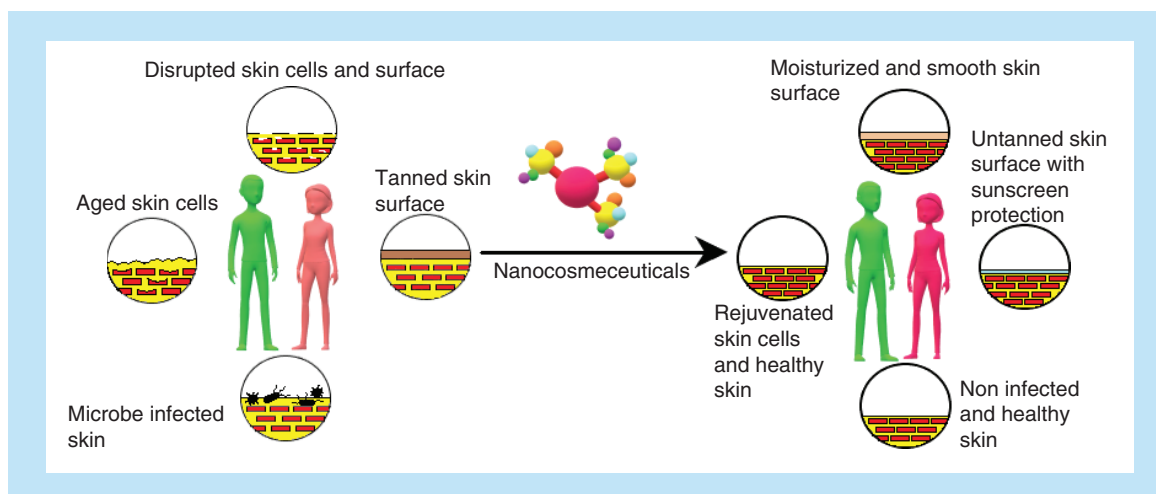 Disrupted skin cells and surface
Aged skin cells
Tanned skin
surface
Microbe infected
skin
Nanocosmeceuticals
Moisturized and smooth skin
surface
Untanned skin
surface with
sunscreen
protection
Rejuvenated
skin cells
and healthy
skin
Non infected
and healthy
skin